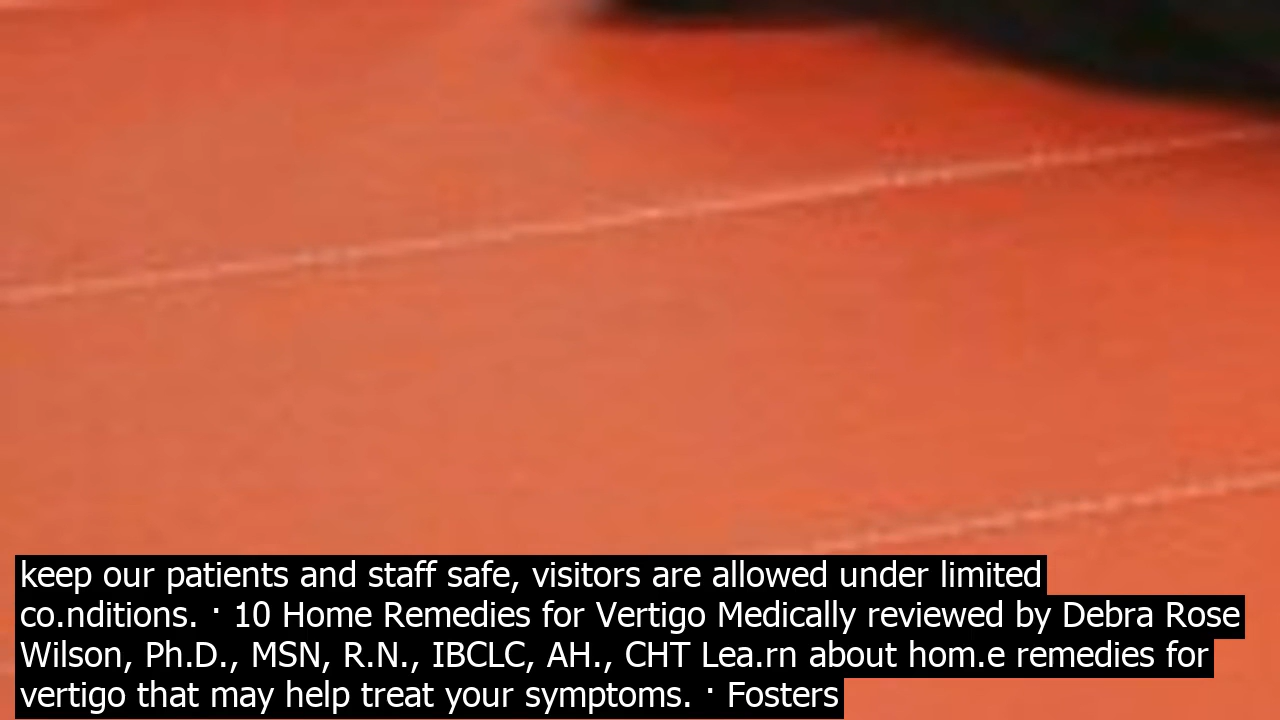 keep our patients and staff safe, visitors are allowed under limited
co.nditions. · 10 Home Remedies for Vertigo Medically reviewed by Debra Rose
Wilson, Ph.D., MSN, R.N., IBCLC, AH., CHT Lea.rn about hom.e remedies for
vertigo that may help treat your symptoms. · Fosters